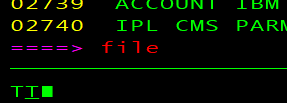 02739 ACCOUNT IBM
02740 IPL CMS PARM
====> file
TI